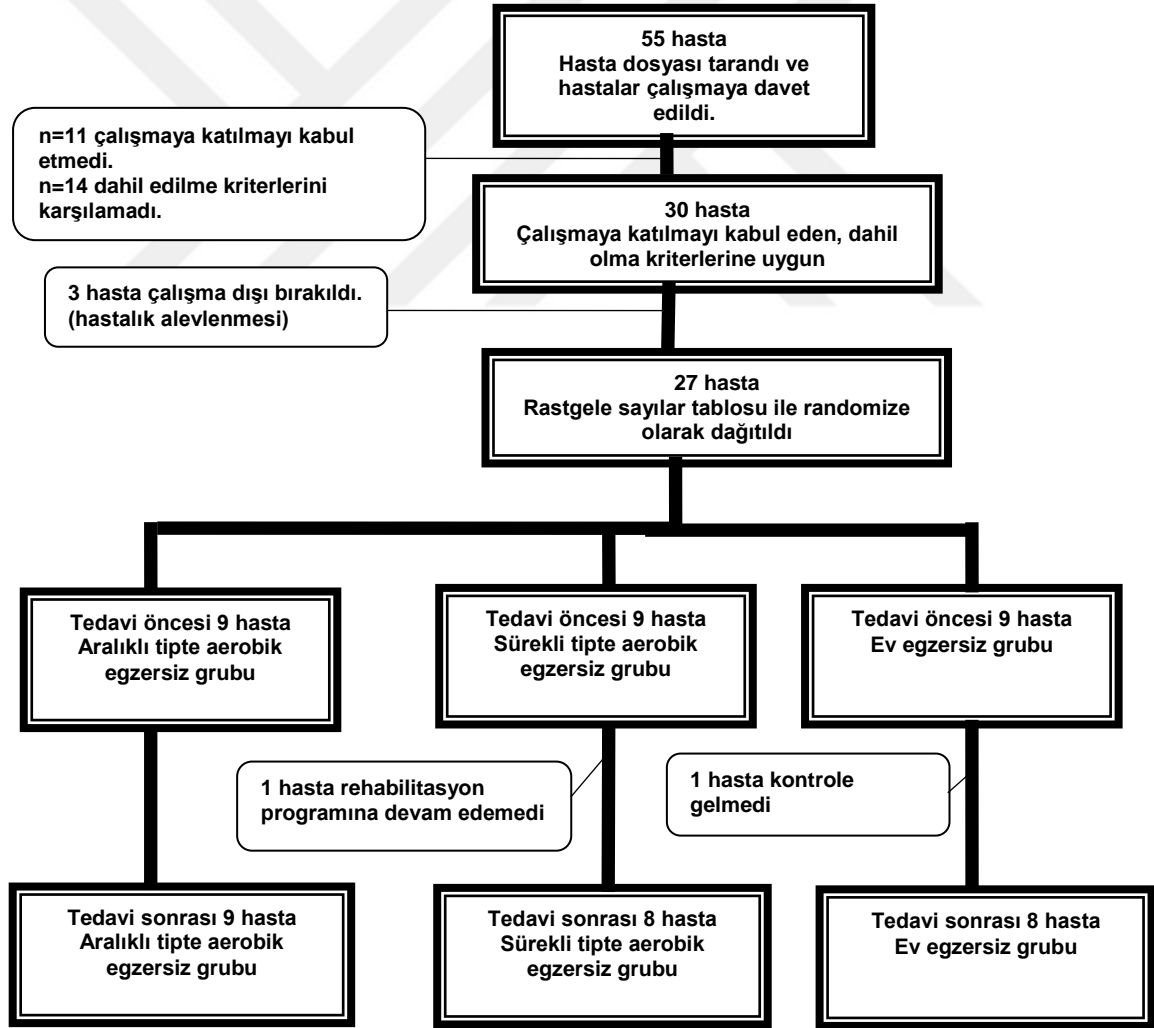 55 hasta
Hasta dosyası tarandı ve
hastalar çalışmaya davet
edildi.
n=11 çalışmaya katılmayı kabul
etmedi.
n=14 dahil edilme kriterlerini
karşılamadı.
30 hasta
Çalışmaya katılmayı kabul eden, dahil
olma kriterlerine uygun
3 hasta çalışma dışı bırakıldı.
(hastalık alevlenmesi)
27 hasta
Rastgele sayılar tablosu ile randomize
olarak dağıtıldı
Tedavi öncesi 9 hasta
Aralıklı tipte aerobik
egzersiz grubu
Tedavi öncesi 9 hasta
Sürekli tipte aerobik
egzersiz grubu
Tedavi öncesi 9 hasta
Ev egzersiz grubu
1 hasta rehabilitasyon
programına devam edemedi
1 hasta kontrole
gelmedi
Tedavi sonrası 9 hasta
Aralıklı tipte aerobik
egzersiz grubu
Tedavi sonrası 8 hasta
Sürekli tipte aerobik
egzersiz grubu
Tedavi sonrası 8 hasta
Ev egzersiz grubu